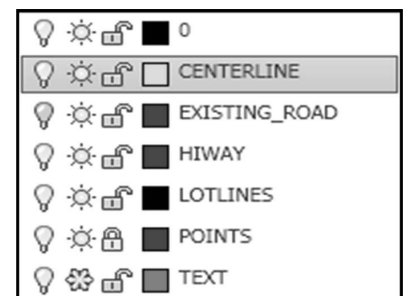 0
CENTERLINE
EXISTING_ROAD
HIWAY
LOTLINES
POINTS
TEXT